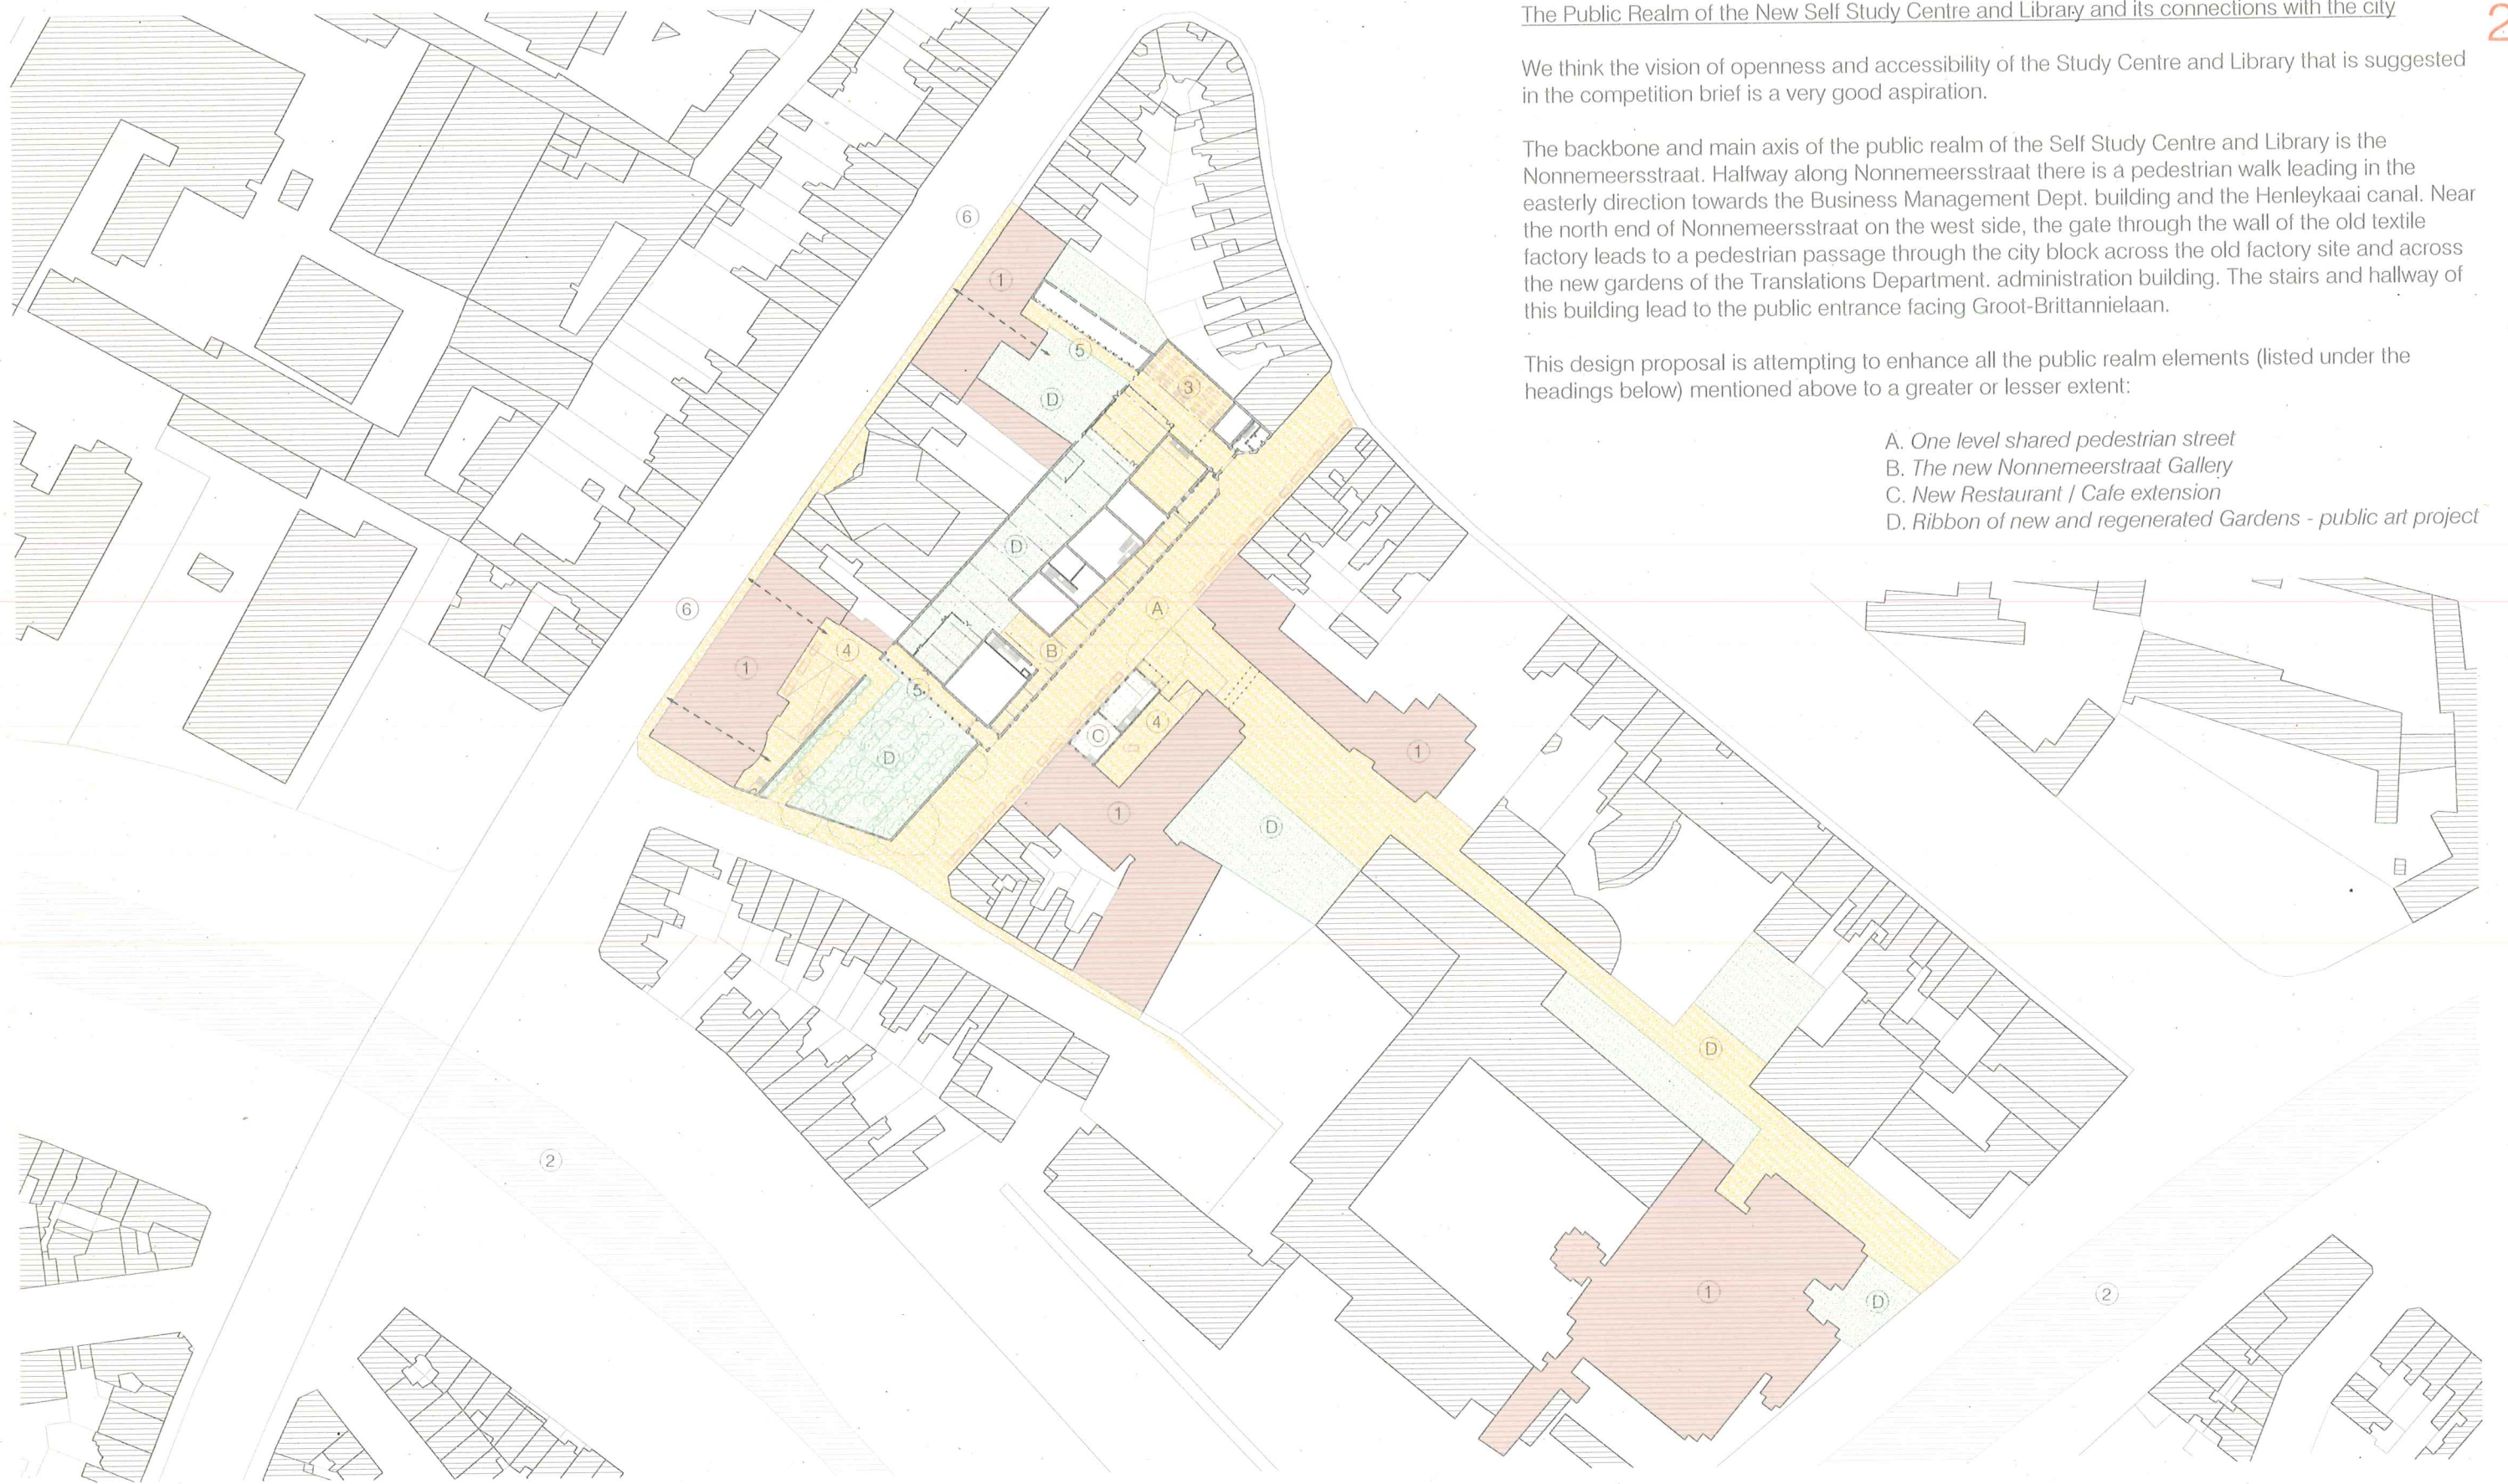 The Public Realm of the New Self Study Centre and Library and its connections with the city
2
We think the vision of openness and accessibility of the Study Centre and Library that is suggested
in the competition brief is a very good aspiration.
The backbone and main axis of the public realm of the Self Study Centre and Library is the
Nonnemeersstraat. Halfway along Nonnemeersstraat there is a pedestrian walk leading in the
easterly direction towards the Business Management Dept. building and the Henleykaai canal. Near
the north end of Nonnemeersstraat on the west side, the gate through the wall of the old textile
factory leads to a pedestrian passage through the city block across the old factory site and across
the new gardens of the Translations Department. administration building. The stairs and hallway of
this building lead to the public entrance facing Groot-Brittannielaan.
This design proposal is attempting to enhance all the public realm elements (listed under the
headings below) mentioned above to a greater or lesser extent:
A. One level shared pedestrian street
B. The new Nonnemeerstraat Gallery
C. New Restaurant / Cafe extension
D. Ribbon of new and regenerated Gardens - public art project
6
1
5
3
D
D
6
A
4
B
1
5
4
C
D
1
1
D
D
2
1
2
D